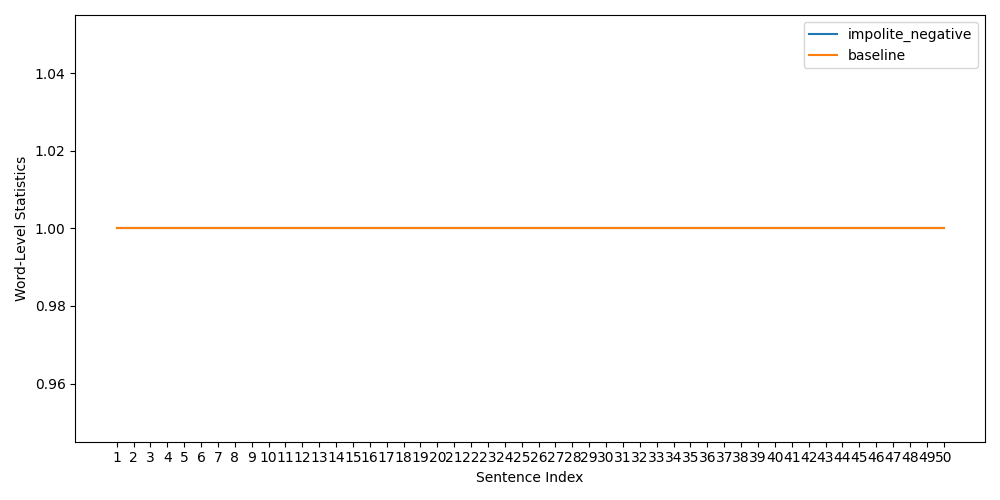 impolite_negative
baseline
1.04
1.02
1.00
0.98
0.96
Word-Level Statistics
1 2 3 4 5 6 7 8 9 10 11 12 13 14 15 16 17 18 19 20 21 22 23 24 25 26 27 28 29 30 31 32 33 34 35 36 37 38 39 40 41 42 43 44 45 46 47 48 49 50
Sentence Index